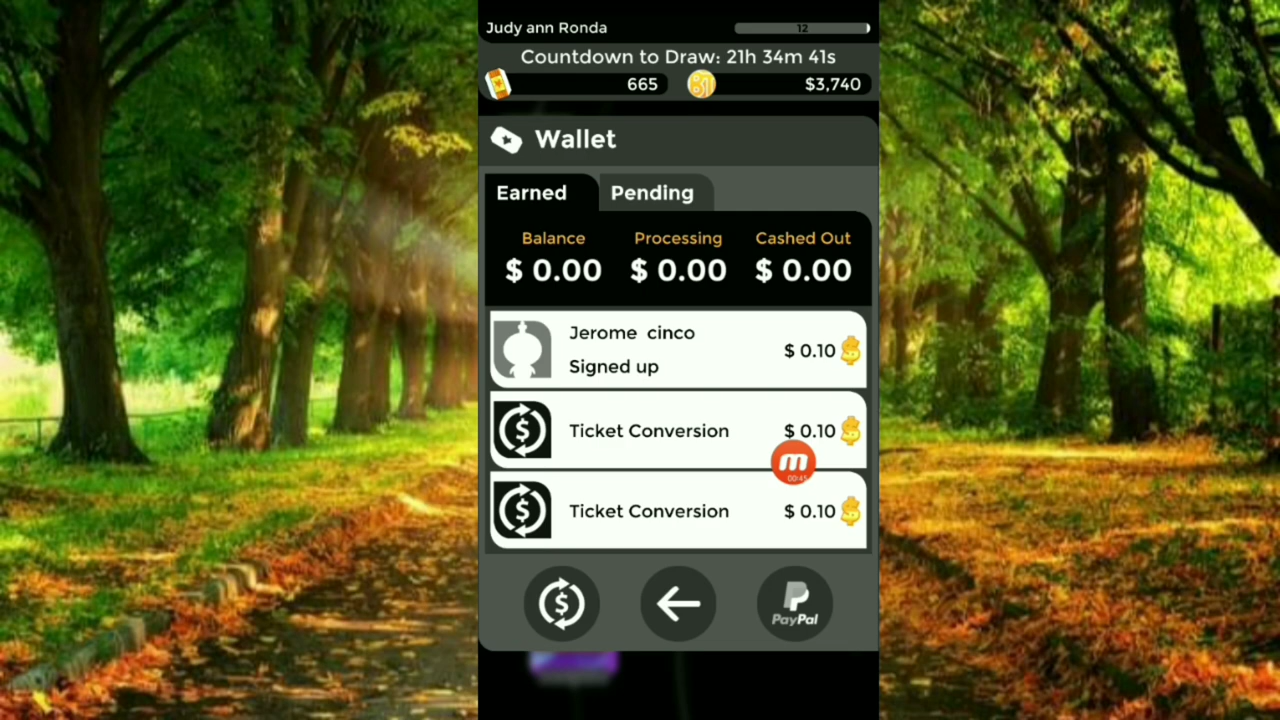 Judy ann Ronda
12
Countdown to Draw: 21h 34m 41s
665
$3,740
Wallet
Earned
Pending
Balance
Processing
Cashed Out
$ 0.00
$ 0.00
$ 0.00
Jerome cinco
Signed up
$ 0.10
Ticket Conversion
$ 0.10
00:45
Ticket Conversion
$ 0.10
PayPal